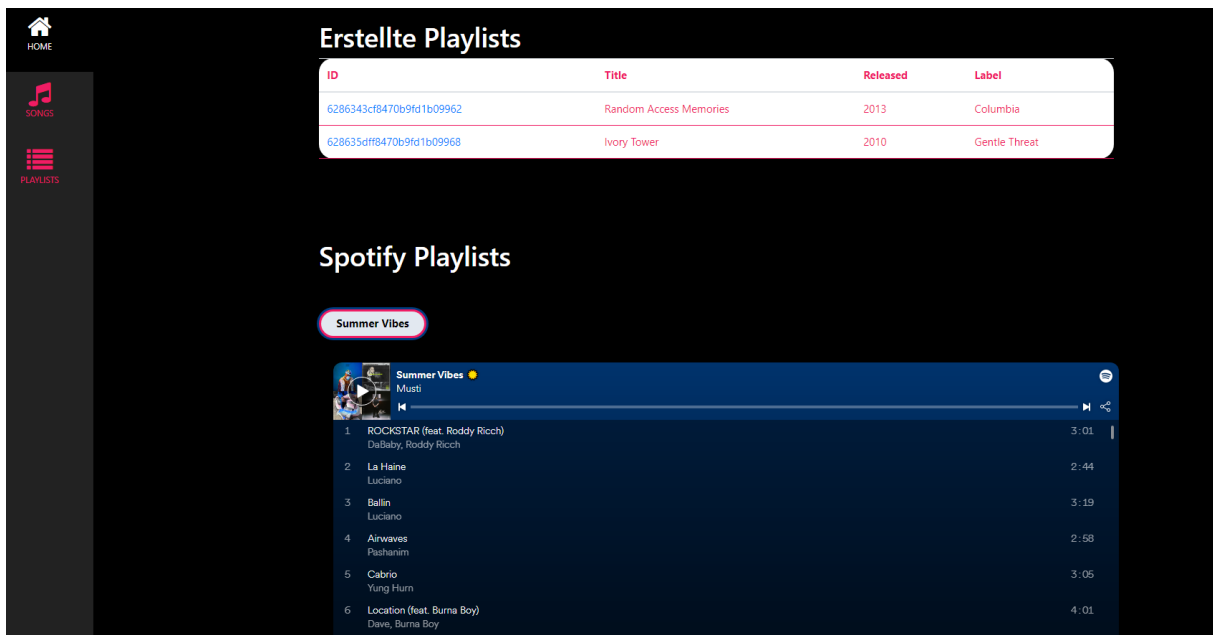 HOME
SONGS
PLAYLISTS
Erstellte Playlists
ID Title Released Label
6286343cf8470b9fd1b09962 Random Access Memories 2013 Columbia
628635dff8470b9fd1b09968 Ivory Tower 2010 Gentle Threat
Spotify Playlists
Summer Vibes
Summer Vibes
Musti
1 ROCKSTAR (feat. Roddy Ricch) 3:01
DaBaby, Roddy Ricch
2 La Haine 2:44
Luciano
3 Ballin 3:19
Luciano
4 Airwaves 2:58
Pashanim
5 Cabrio 3:05
Yung Hurn
6 Location (feat. Burna Boy) 4:01
Dave, Burna Boy